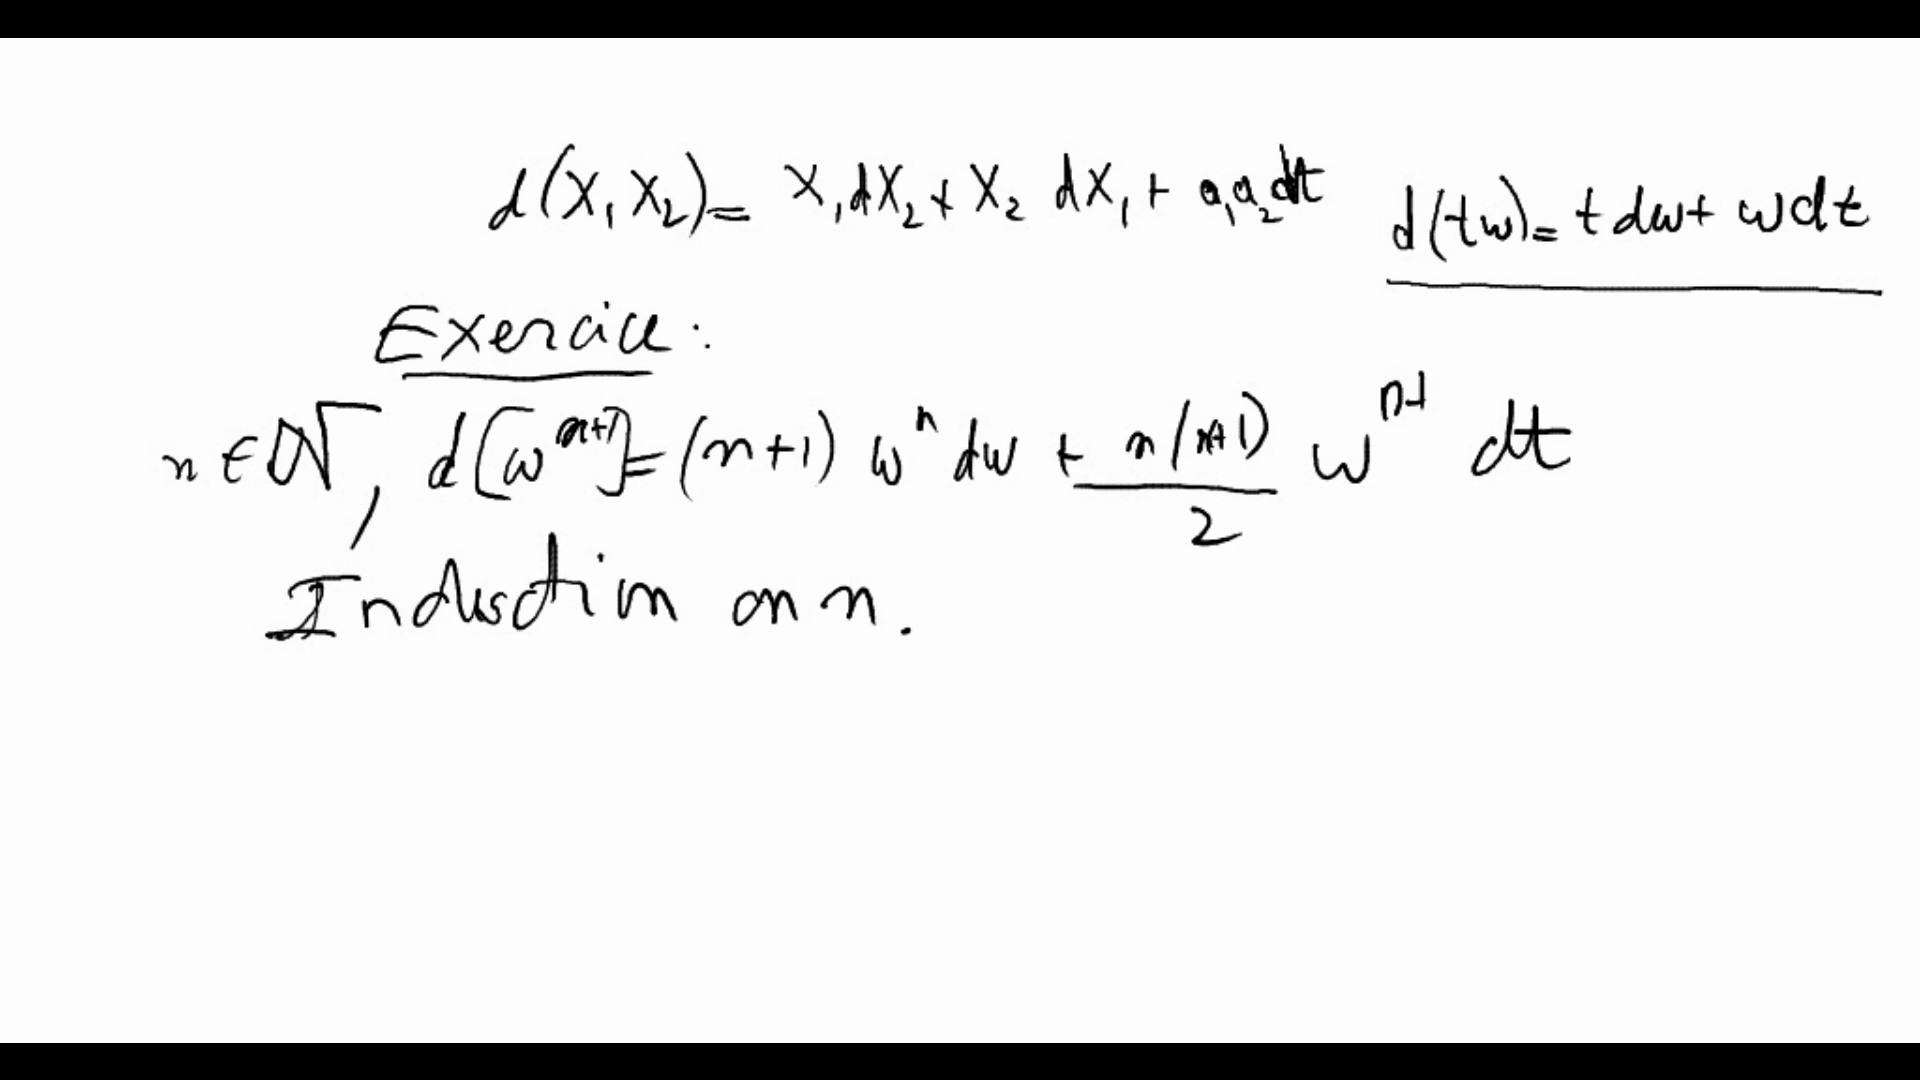 d(X₁X₂) = X₁dX₂ + X₂ dX₁ + a₁a₂dt
d(tw) = t dw + w dt
Exercice :
n ∈ ℕ, d[w^{n+1}] = (n+1) w^n dw + n(n+1)/2 w^{n-1} dt
Induction on n.